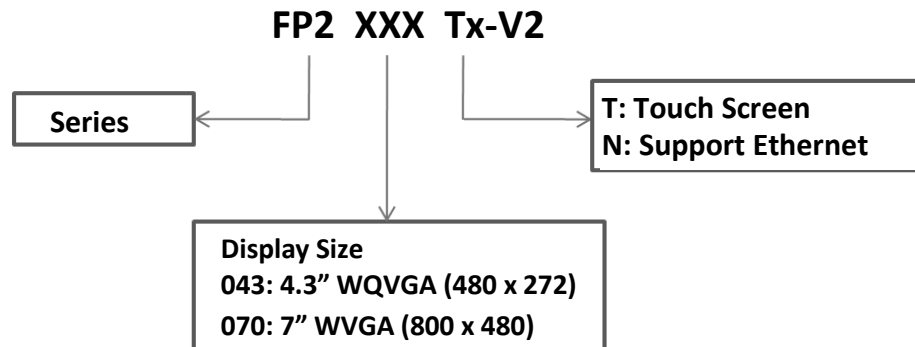 FP2 XXX Tx-V2
Series
T: Touch Screen
N: Support Ethernet
Display Size
043: 4.3” WQVGA (480 x 272)
070: 7” WVGA (800 x 480)